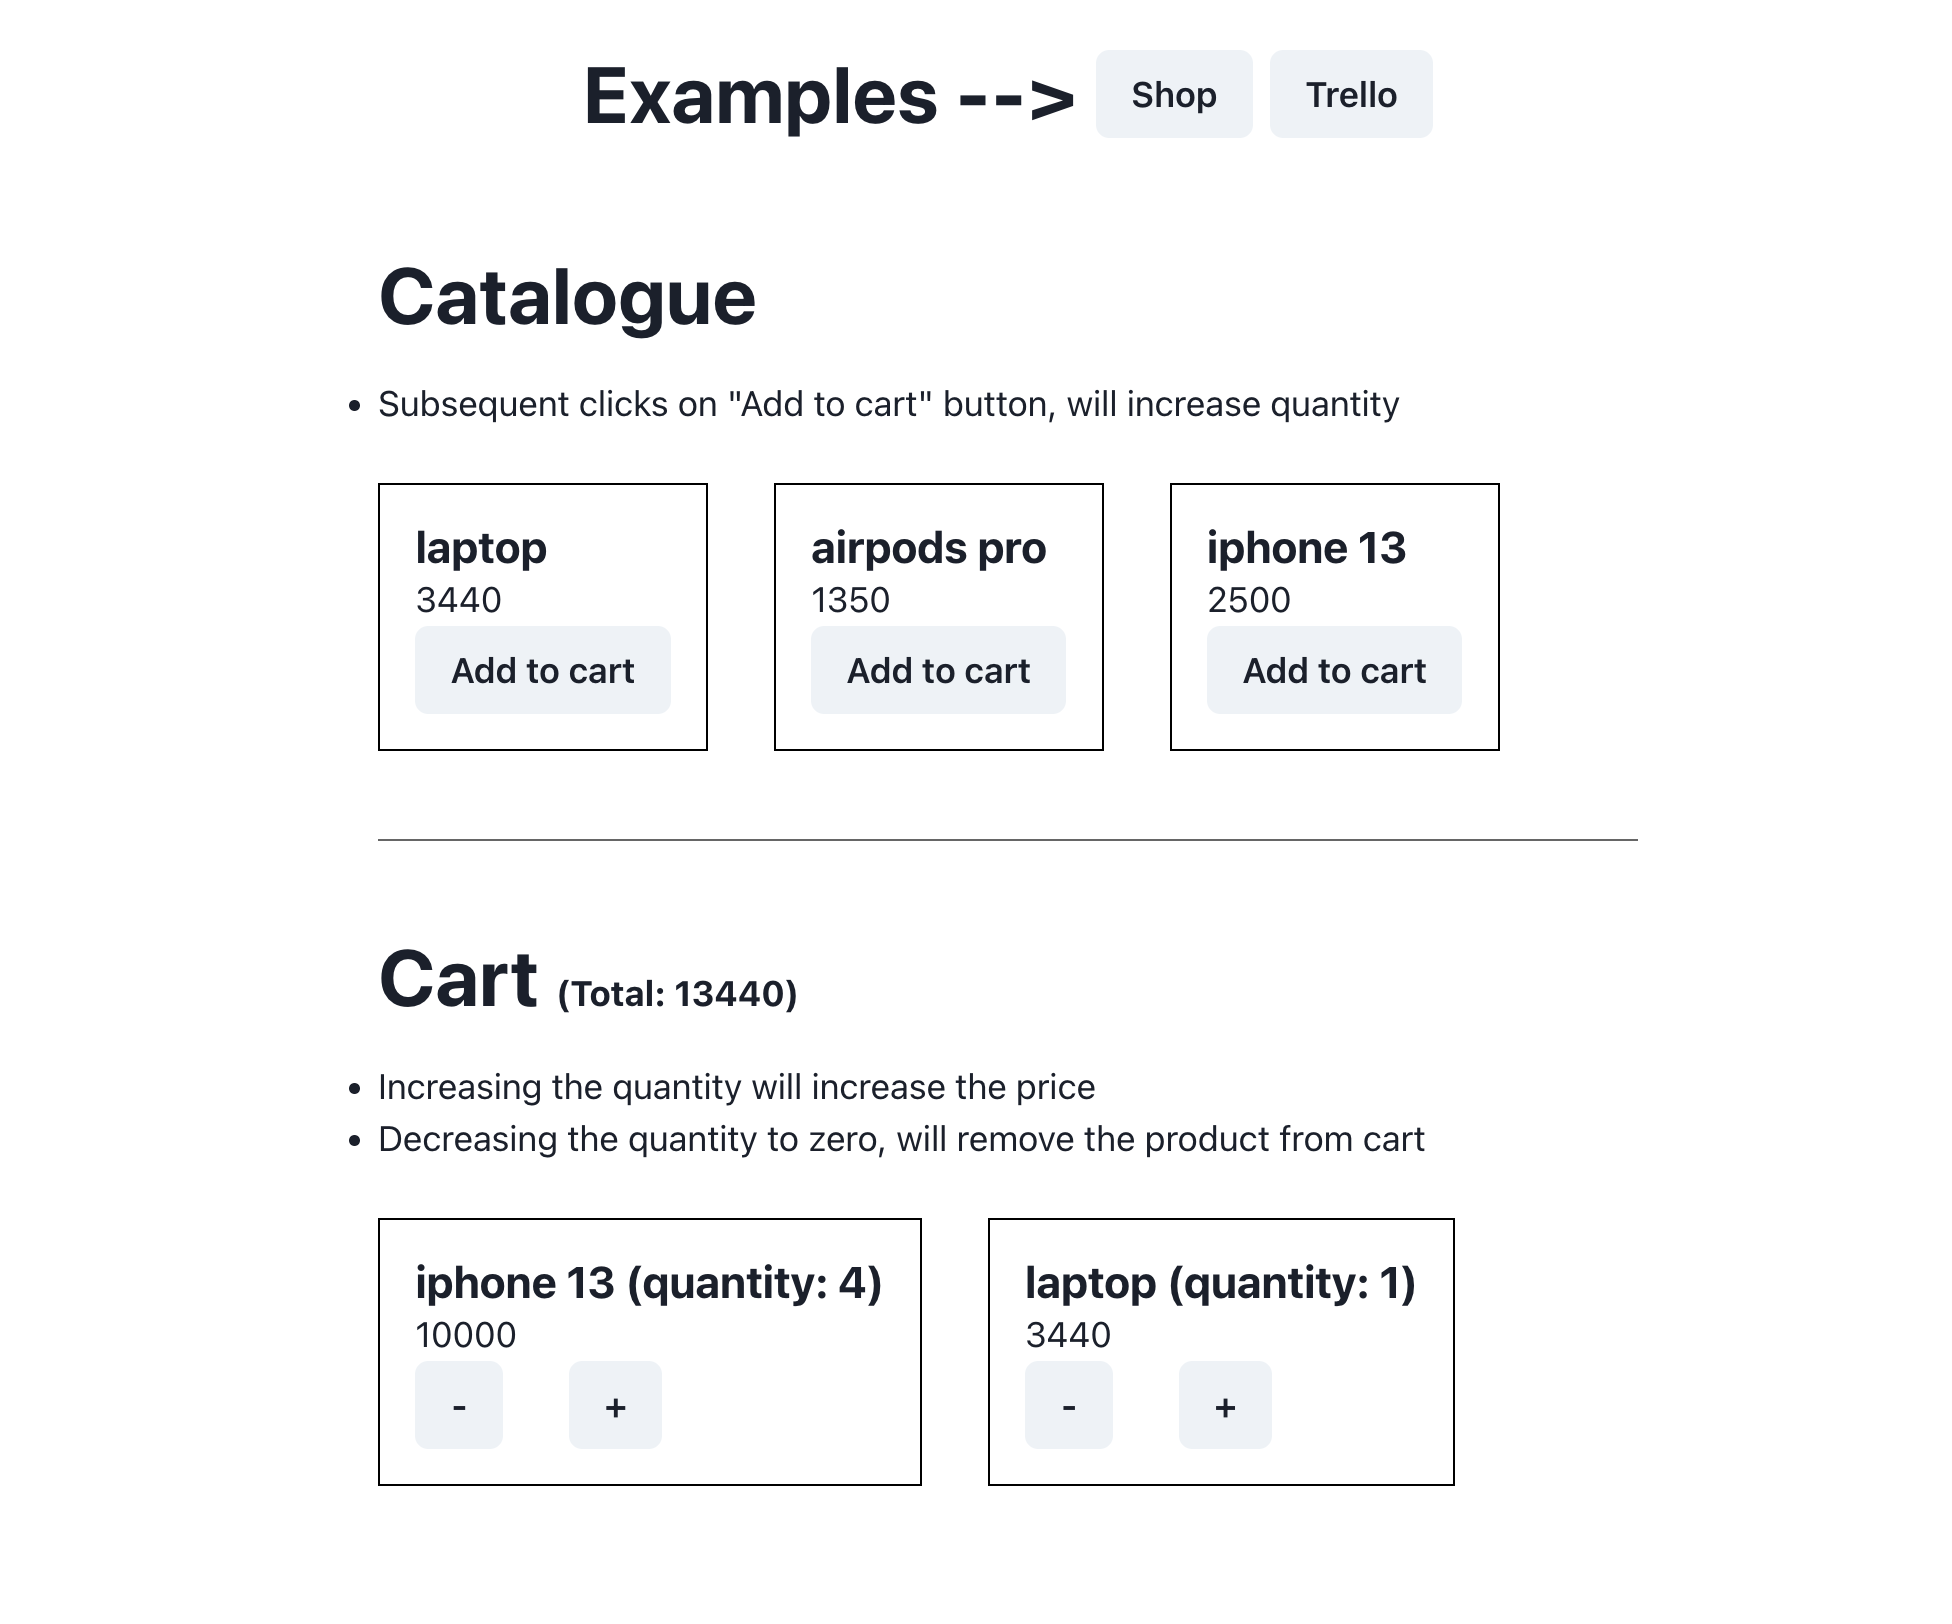 Examples --> Shop Trello
Catalogue
• Subsequent clicks on "Add to cart" button, will increase quantity
laptop
3440
Add to cart
airpods pro
1350
Add to cart
iphone 13
2500
Add to cart
Cart (Total: 13440)
• Increasing the quantity will increase the price
• Decreasing the quantity to zero, will remove the product from cart
iphone 13 (quantity: 4)
10000
- +
laptop (quantity: 1)
3440
- +